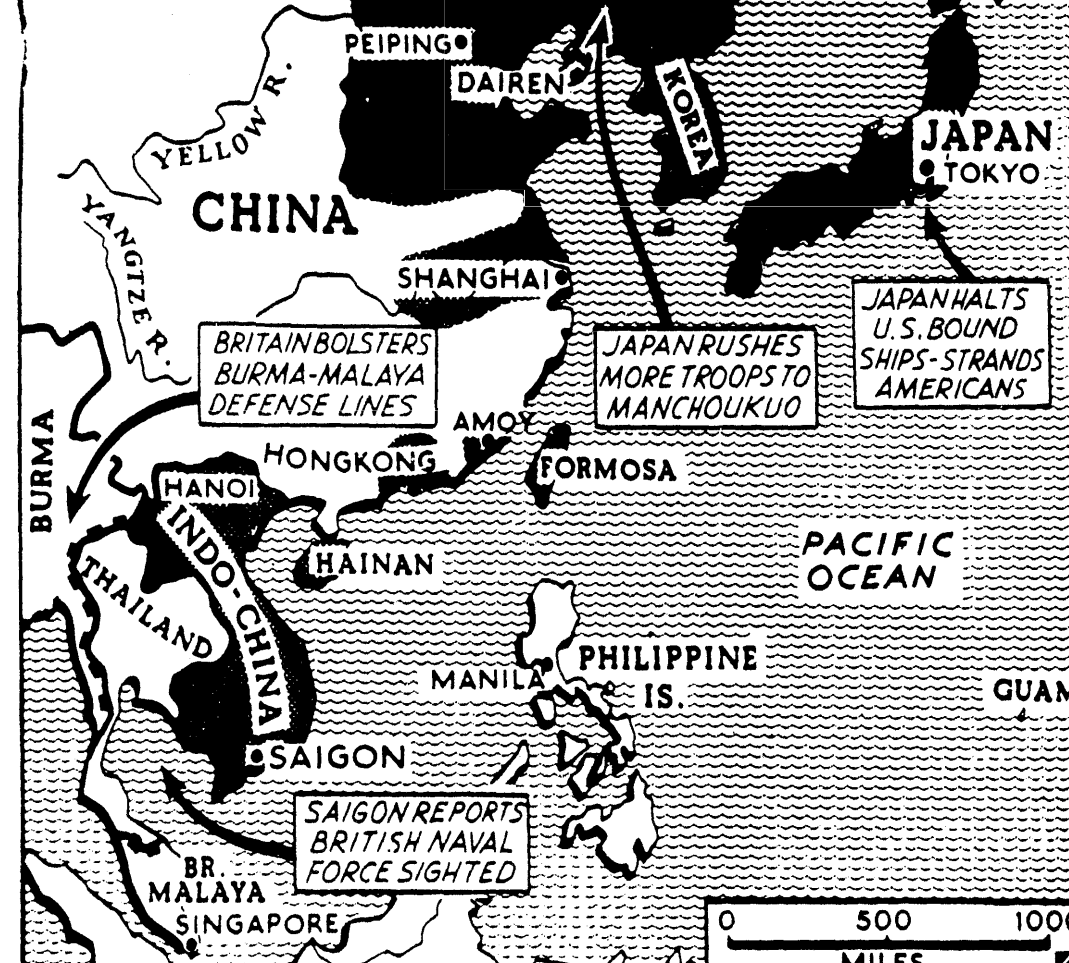 PEIPING
DAIREN
KOREA
YELLOW R.
JAPAN
TOKYO
YANGTZE R.
CHINA
SHANGHAI
JAPAN HALTS
U.S. BOUND
SHIPS-STRANDS
AMERICANS
BRITAIN BOLSTERS
BURMA-MALAYA
DEFENSE LINES
JAPAN RUSHES
MORE TROOPS TO
MANCHOUKUO
BURMA
AMOY
HONGKONG
FORMOSA
HANOI
INDO-CHINA
HAINAN
PACIFIC
OCEAN
THAILAND
MANILA
PHILIPPINE
IS.
GUAM
SAIGON
SAIGON REPORTS
BRITISH NAVAL
FORCE SIGHTED
BR.
MALAYA
SINGAPORE
0 500 1000
MILES